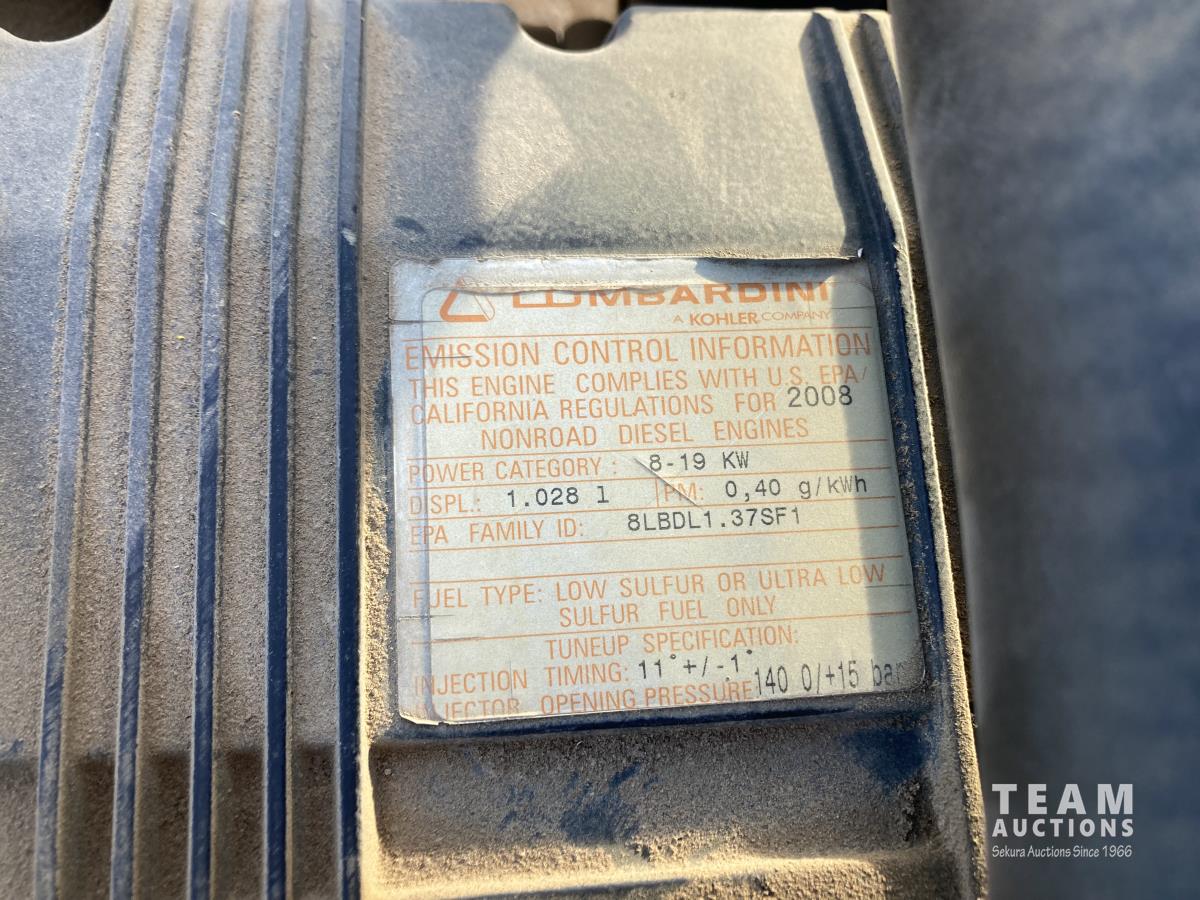 LOMBARDINI
A KOHLER COMPANY
EMISSION CONTROL INFORMATION
THIS ENGINE COMPLIES WITH U.S. EPA/
CALIFORNIA REGULATIONS FOR 2008
NONROAD DIESEL ENGINES
POWER CATEGORY : 8-19 KW
DISPL.: 1.028 l PM: 0,40 g/kWh
EPA FAMILY ID: 8LBDL1.37SF1
FUEL TYPE: LOW SULFUR OR ULTRA LOW
SULFUR FUEL ONLY
TUNEUP SPECIFICATION:
INJECTION TIMING: 11°+/-1°
INJECTOR OPENING PRESSURE 140 0/+15 bar
TEAM
AUCTIONS
Sekura Auctions Since 1966